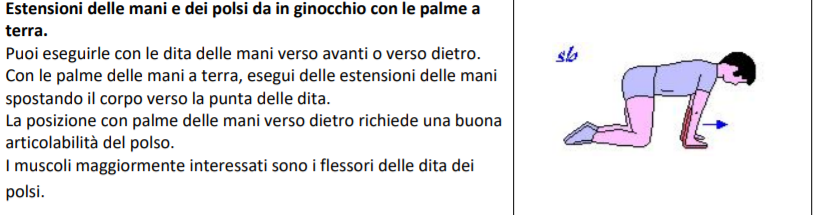 Estensioni delle mani e dei polsi da in ginocchio con le palme a
terra.
Puoi eseguirle con le dita delle mani verso avanti o verso dietro.
Con le palme delle mani a terra, esegui delle estensioni delle mani
spostando il corpo verso la punta delle dita.
La posizione con palme delle mani verso dietro richiede una buona
articolabilità del polso.
I muscoli maggiormente interessati sono i flessori delle dita dei
polsi.
sb